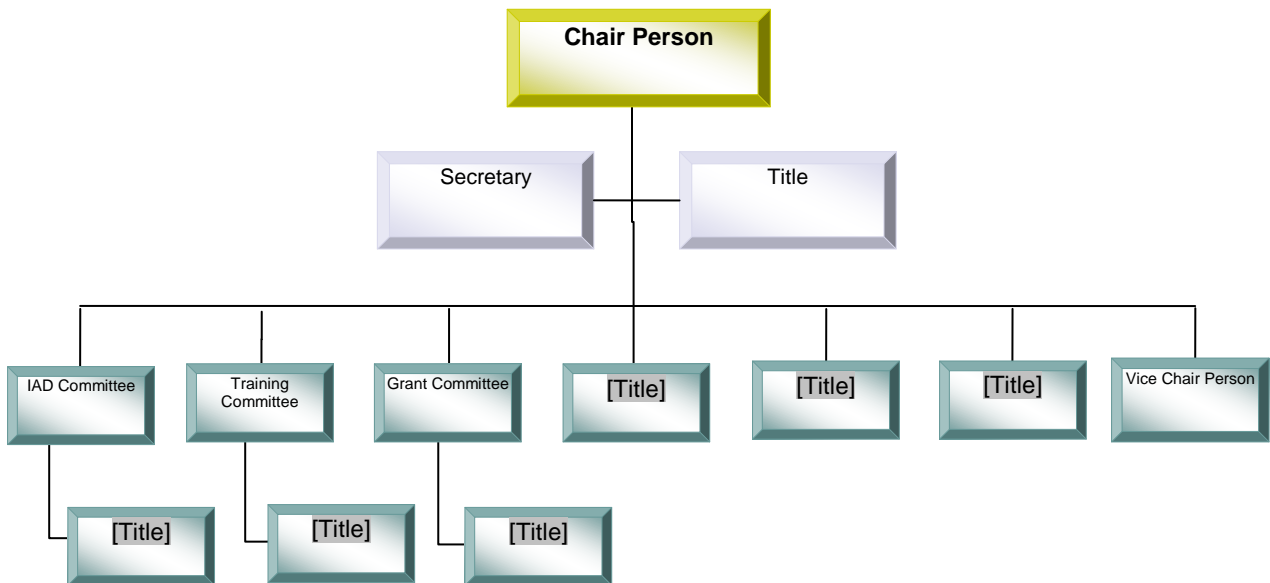 Chair Person
Secretary
Title
IAD Committee
Training
Committee
Grant Committee
[Title]
[Title]
[Title]
Vice Chair Person
[Title]
[Title]
[Title]